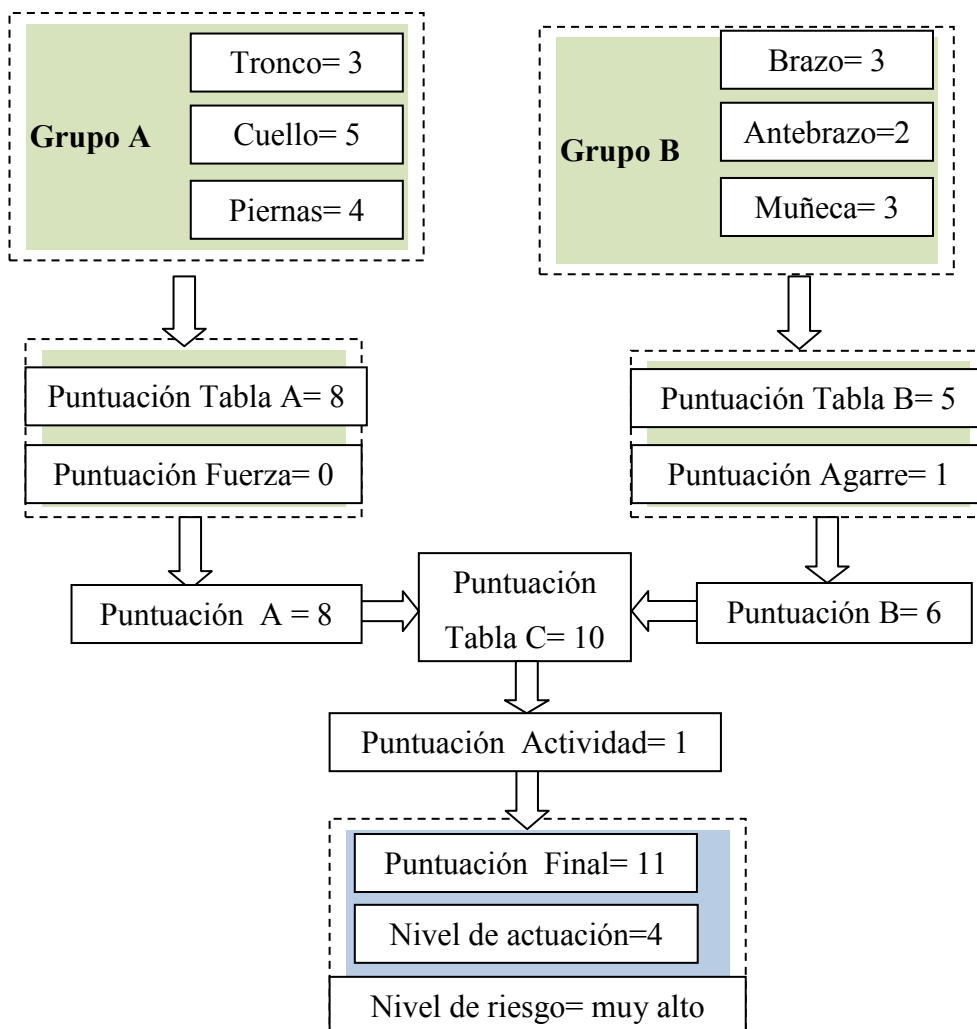 Grupo A
Tronco= 3
Cuello= 5
Piernas= 4
Grupo B
Brazo= 3
Antebrazo=2
Muñeca= 3
Puntuación Tabla A= 8
Puntuación Fuerza= 0
Puntuación Tabla B= 5
Puntuación Agarre= 1
Puntuación A = 8
Puntuación
Tabla C= 10
Puntuación B= 6
Puntuación Actividad= 1
Puntuación Final= 11
Nivel de actuación=4
Nivel de riesgo= muy alto